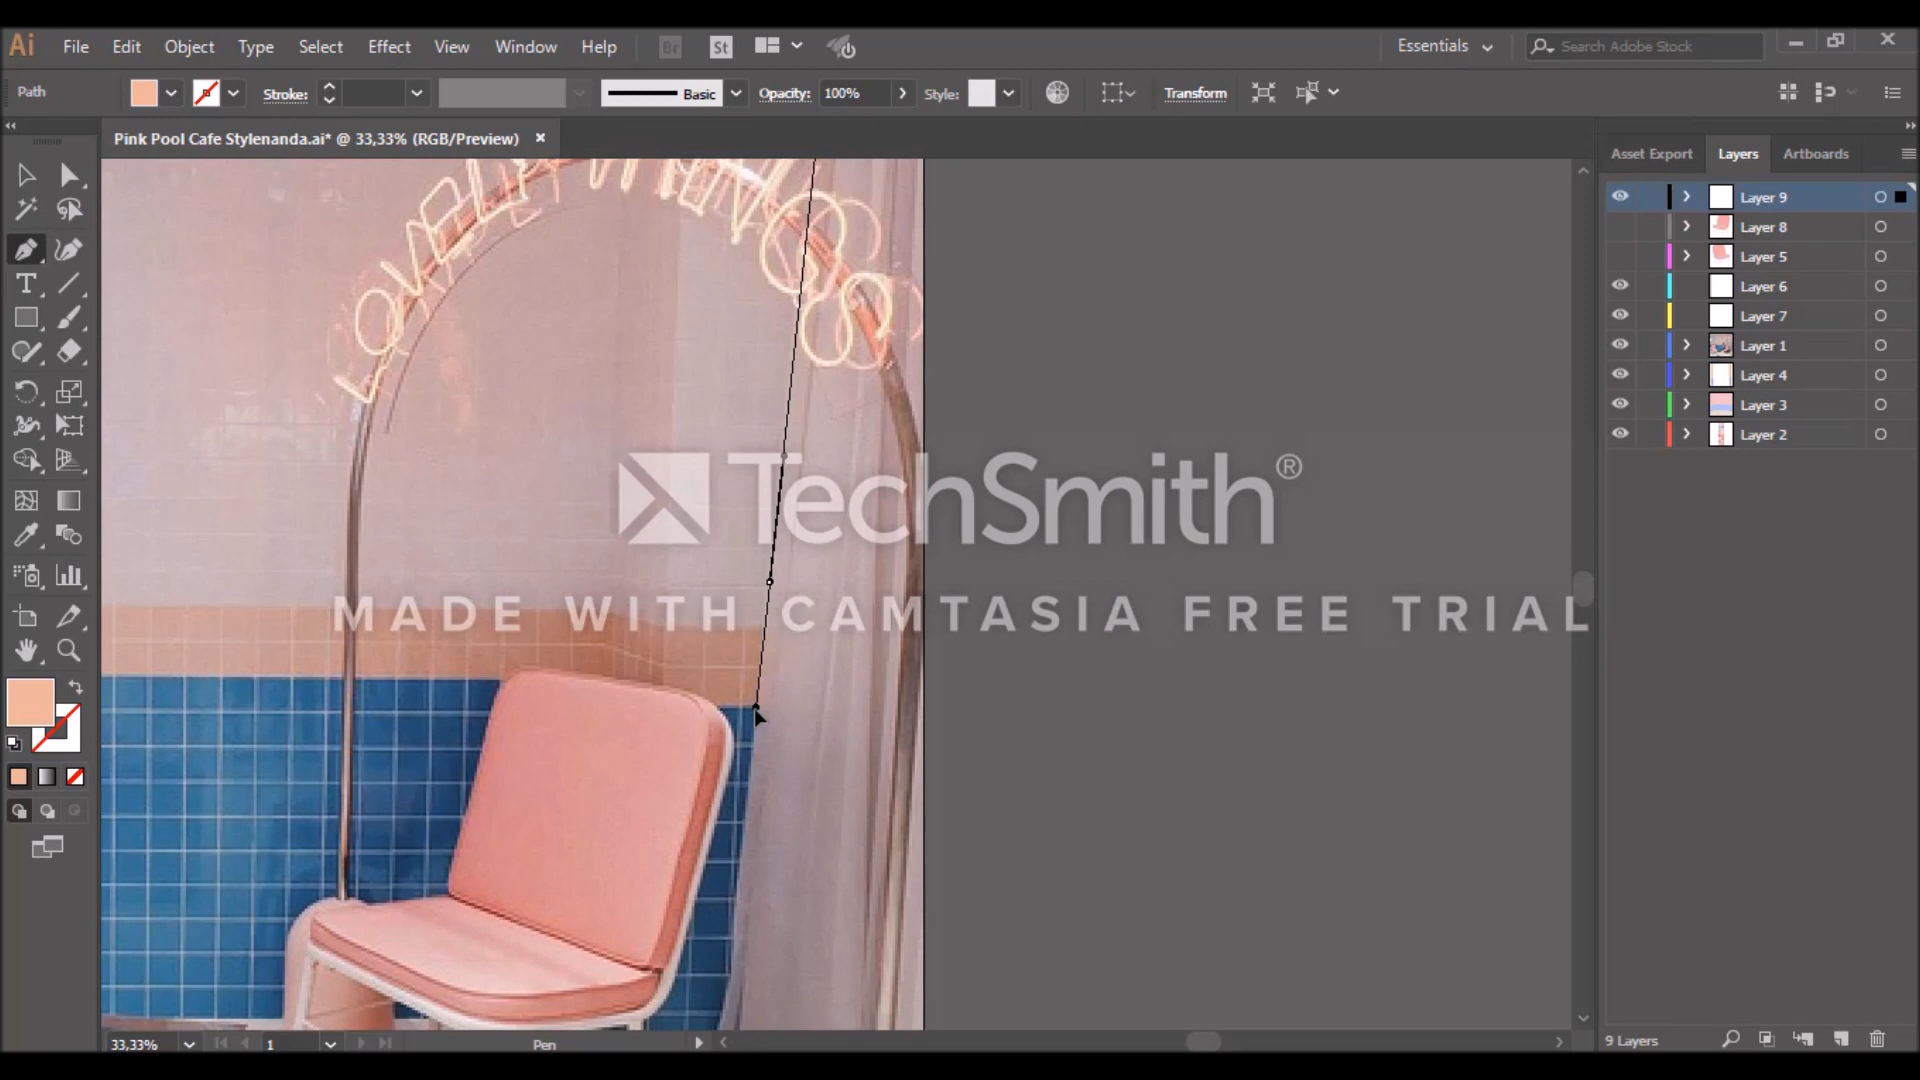 Ai File Edit Object Type Select Effect View Window Help Br St Essentials Search Adobe Stock
Path Stroke: Basic Opacity: 100% Style: Transform
Pink Pool Cafe Stylenanda.ai* @ 33,33% (RGB/Preview) ×
Asset Export Layers Artboards
Layer 9
Layer 8
Layer 5
Layer 6
Layer 7
Layer 1
Layer 4
Layer 3
Layer 2
TechSmith®
MADE WITH CAMTASIA FREE TRIAL
33,33% 1 Pen
9 Layers